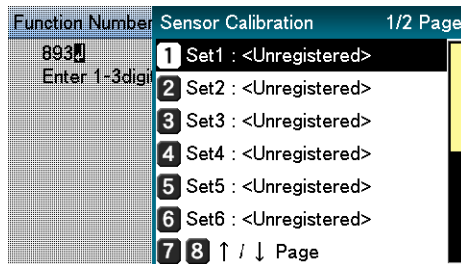 Function Number
893
Enter 1-3digi
Sensor Calibration 1/2 Page
1 Set1 : <Unregistered>
2 Set2 : <Unregistered>
3 Set3 : <Unregistered>
4 Set4 : <Unregistered>
5 Set5 : <Unregistered>
6 Set6 : <Unregistered>
7 8 ↑ / ↓ Page